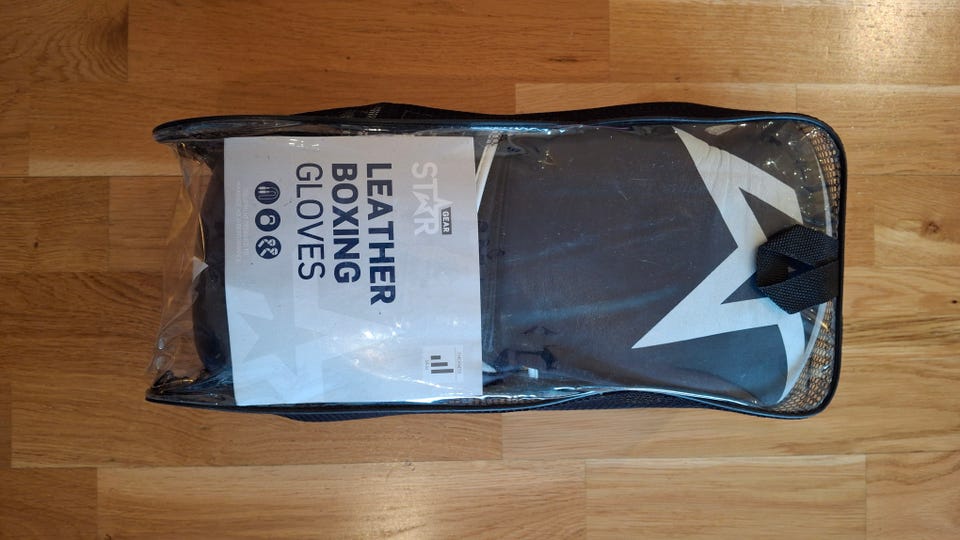 STAR
GEAR
LEATHER
BOXING
GLOVES